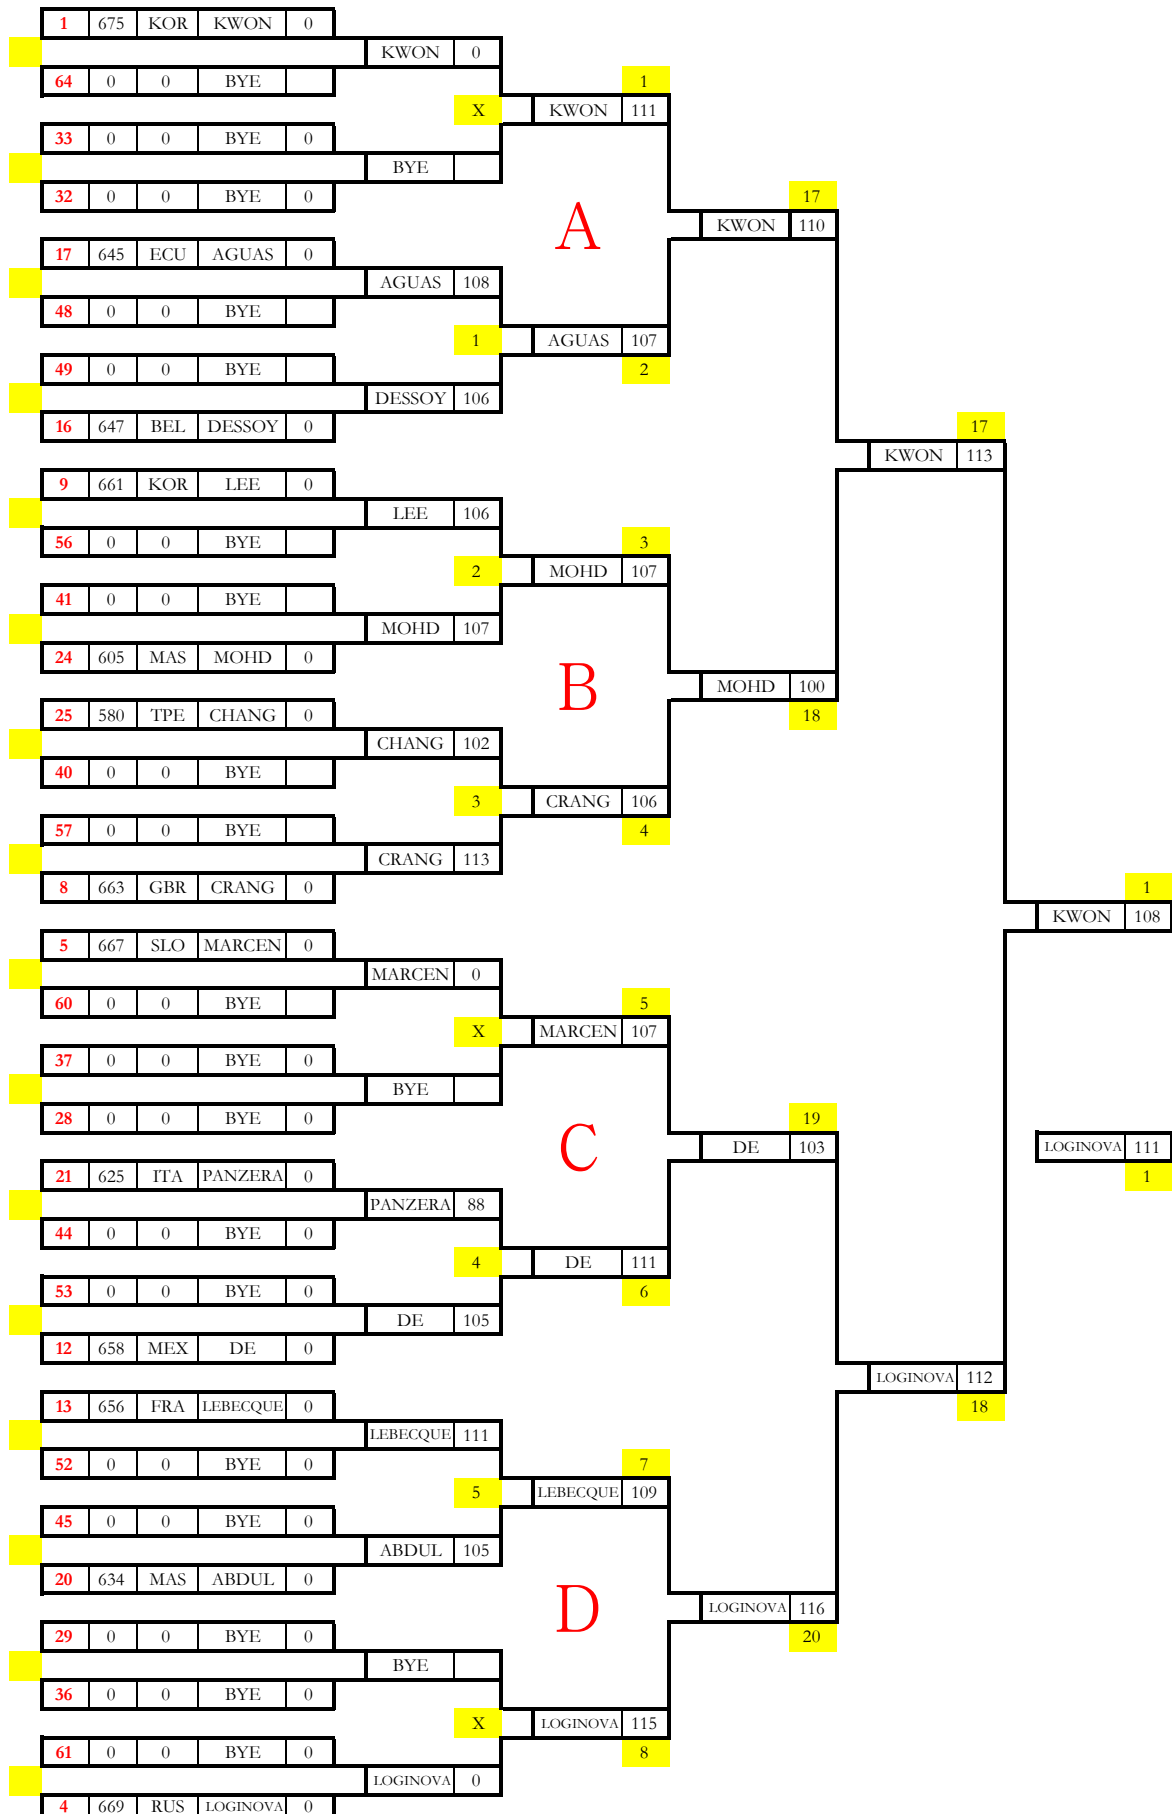 1 675 KOR KWON 0
KWON 0
64 0 0 BYE 1
X KWON 111
33 0 0 BYE 0
BYE
32 0 0 BYE 0 17
A KWON 110
17 645 ECU AGUAS 0
AGUAS 108
48 0 0 BYE
1 AGUAS 107
49 0 0 BYE 2
DESSOY 106
16 647 BEL DESSOY 0 17
KWON 113
9 661 KOR LEE 0
LEE 106
56 0 0 BYE 3
2 MOHD 107
41 0 0 BYE
MOHD 107
24 605 MAS MOHD 0
B MOHD 100
25 580 TPE CHANG 0 18
CHANG 102
40 0 0 BYE
3 CRANG 106
57 0 0 BYE 4
CRANG 113
8 663 GBR CRANG 0 1
KWON 108
5 667 SLO MARCEN 0
MARCEN 0
60 0 0 BYE 5
X MARCEN 107
37 0 0 BYE 0
BYE
28 0 0 BYE 0 19
C DE 103 LOGINOVA 111
21 625 ITA PANZERA 0 1
PANZERA 88
44 0 0 BYE 0
4 DE 111
53 0 0 BYE 0 6
DE 105
12 658 MEX DE 0
LOGINOVA 112
13 656 FRA LEBECQUE 0 18
LEBECQUE 111
52 0 0 BYE 0 7
5 LEBECQUE 109
45 0 0 BYE 0
ABDUL 105
20 634 MAS ABDUL 0
D LOGINOVA 116
29 0 0 BYE 0 20
BYE
36 0 0 BYE 0
X LOGINOVA 115
61 0 0 BYE 0 8
LOGINOVA 0
4 669 RUS LOGINOVA 0